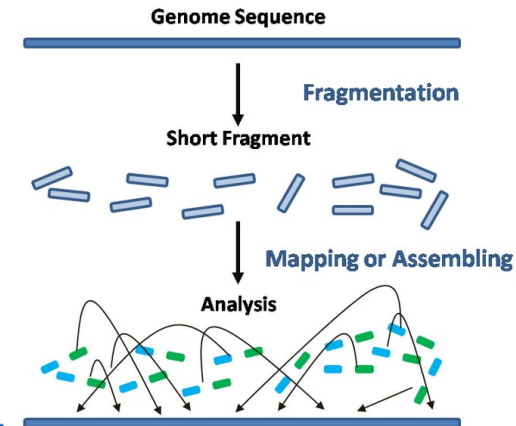 Genome Sequence
Fragmentation
Short Fragment
Mapping or Assembling
Analysis